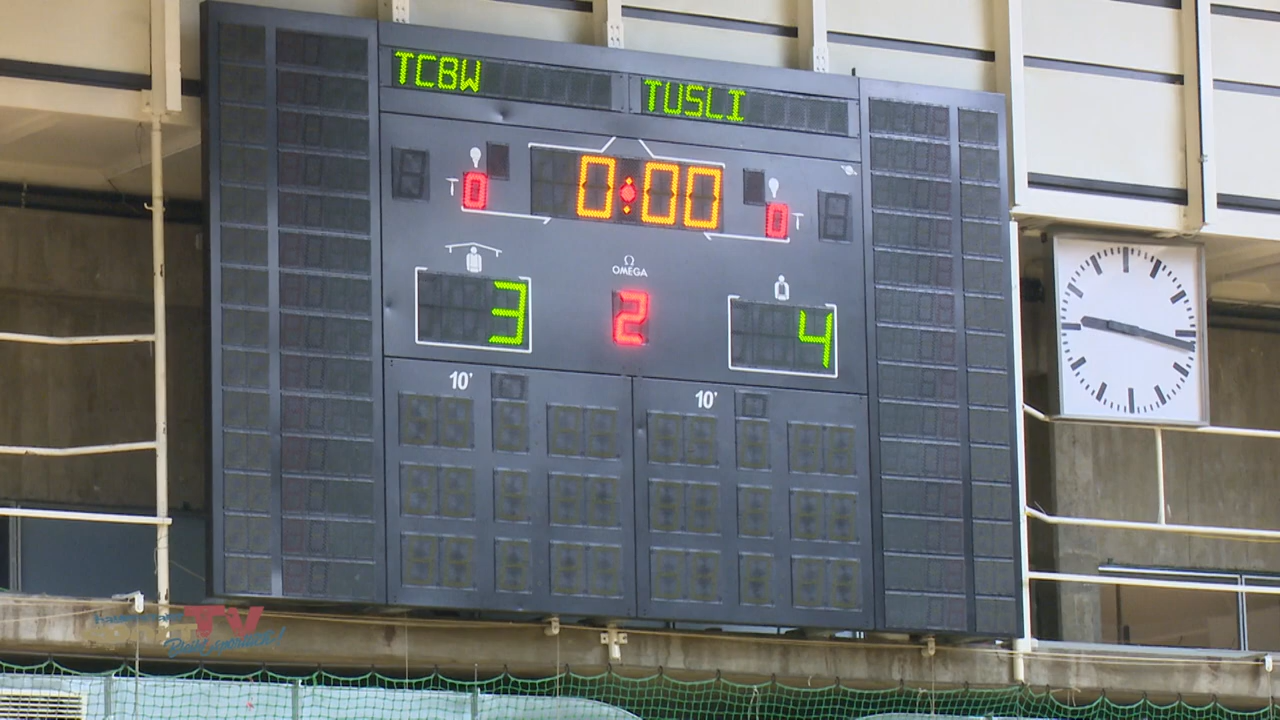 TCBW TUSLI
T 0 0:00 0 T
Ω
OMEGA
3 2 4
10' 10'
TV